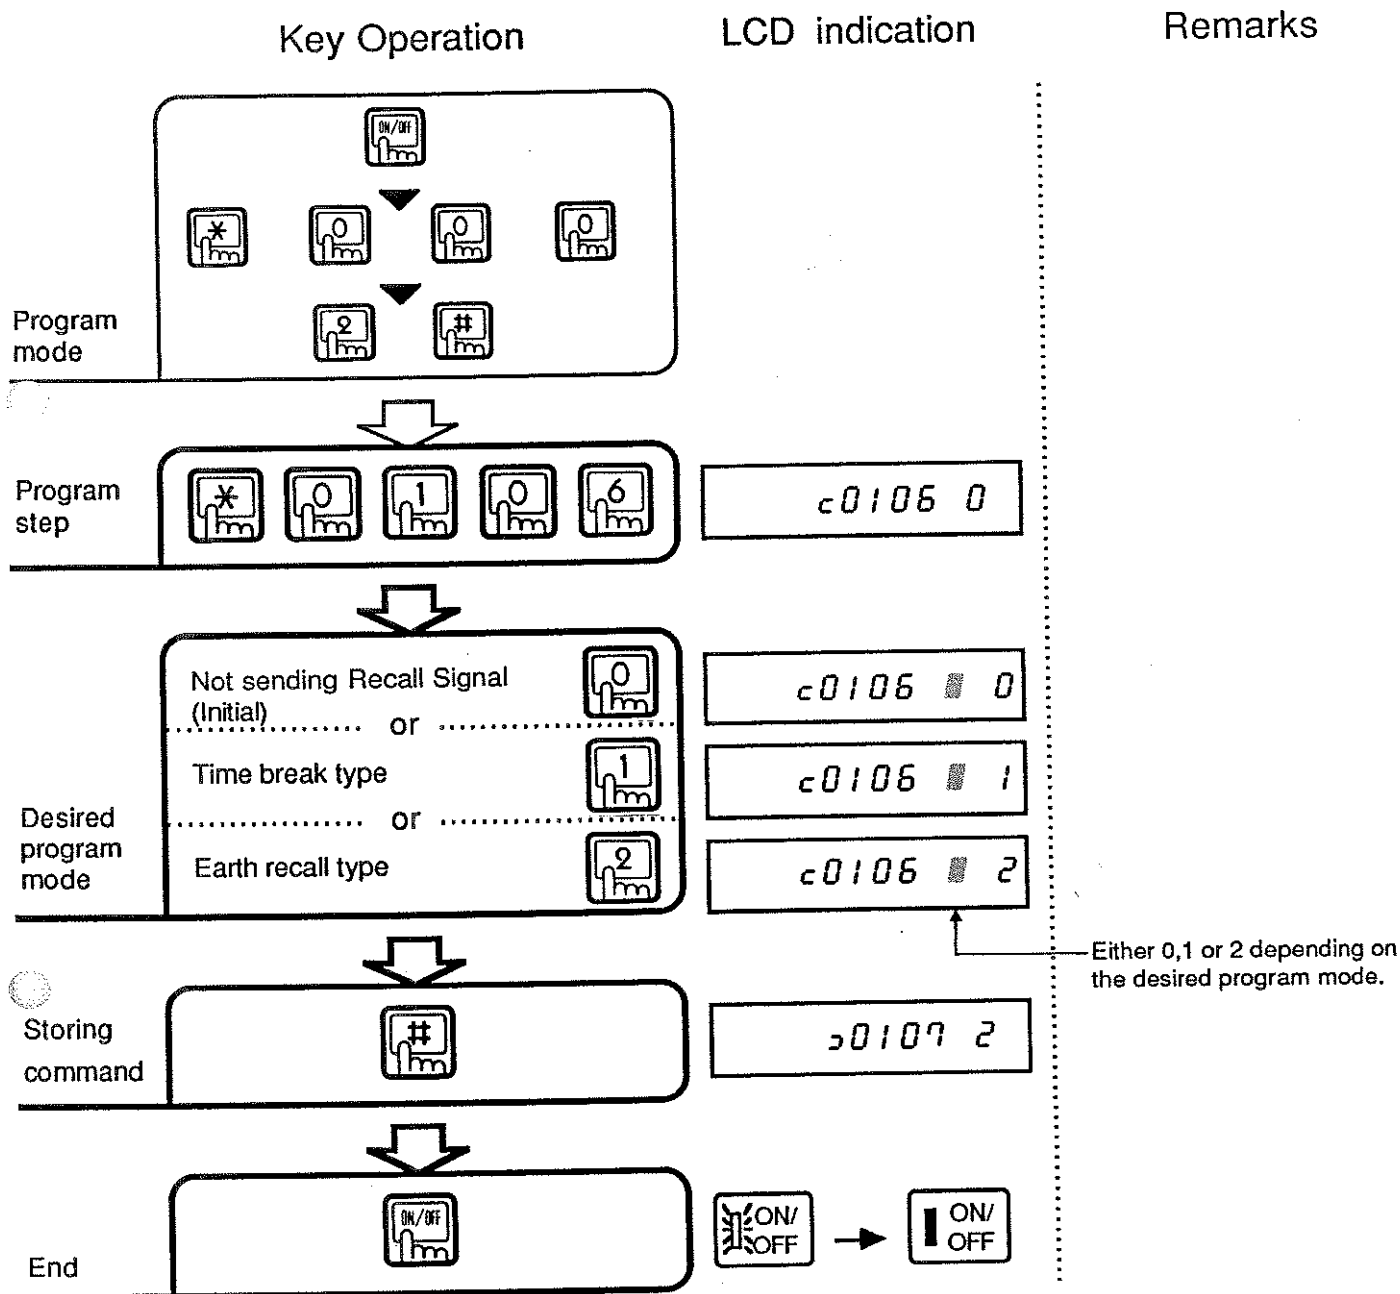 Key Operation
LCD indication
Remarks
ON/OFF
* 0 0 0
2 #
Program
mode
Program
step
* 0 1 0 6
c0106 0
Not sending Recall Signal
(Initial)
0
c0106 0
or
Time break type
1
c0106 1
or
Earth recall type
2
c0106 2
Desired
program
mode
Either 0,1 or 2 depending on
the desired program mode.
Storing
command
#
ɔ0107 2
End
ON/OFF
ON/
OFF
ON/
OFF